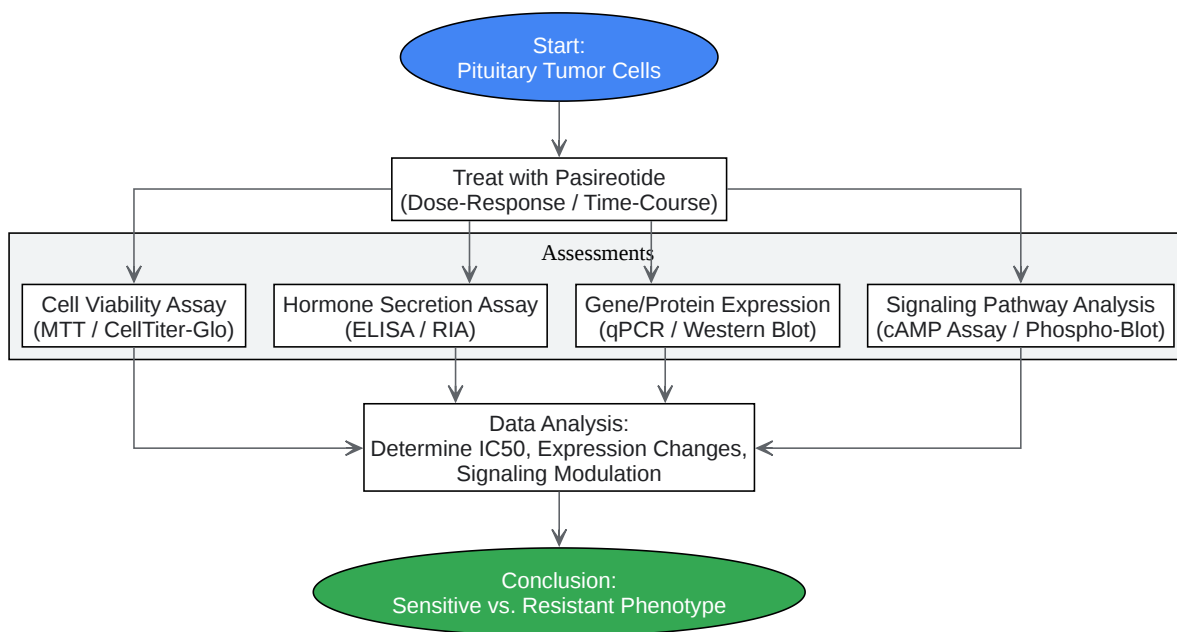 Start:
Pituitary Tumor Cells
Treat with Pasireotide
(Dose-Response / Time-Course)
Assessments
Cell Viability Assay
(MTT / CellTiter-Glo)
Hormone Secretion Assay
(ELISA / RIA)
Gene/Protein Expression
(qPCR / Western Blot)
Signaling Pathway Analysis
(cAMP Assay / Phospho-Blot)
Data Analysis:
Determine IC50, Expression Changes,
Signaling Modulation
Conclusion:
Sensitive vs. Resistant Phenotype